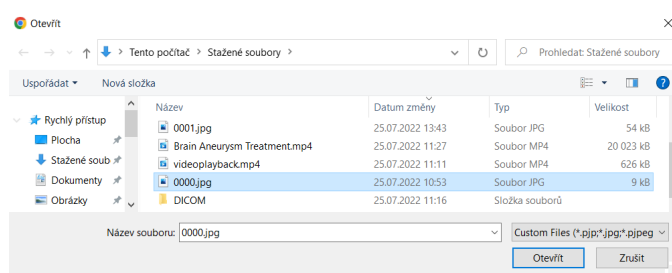 Otevřít
Tento počítač > Stažené soubory >
Prohledat: Stažené soubory
Uspořádat Nová složka
Název Datum změny Typ Velikost
Rychlý přístup
Plocha
Stažené soub
Dokumenty
Obrázky
0001.jpg 25.07.2022 13:43 Soubor JPG 54 kB
Brain Aneurysm Treatment.mp4 25.07.2022 11:27 Soubor MP4 20 023 kB
videoplayback.mp4 25.07.2022 11:11 Soubor MP4 626 kB
0000.jpg 25.07.2022 10:53 Soubor JPG 9 kB
DICOM 25.07.2022 11:16 Složka souborů
Název souboru: 0000.jpg Custom Files (*.pjp;*.jpg;*.pjpeg
Otevřít Zrušit